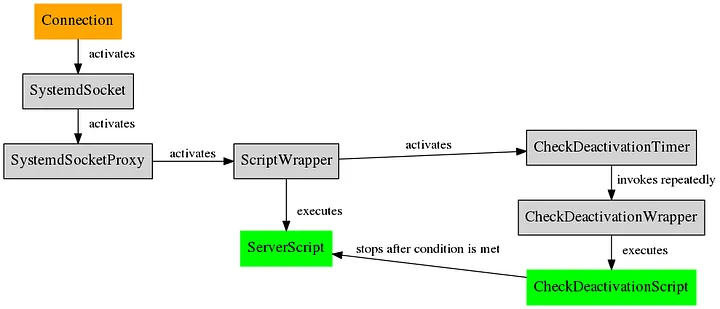 Connection
activates
SystemdSocket
activates
SystemdSocketProxy
activates
ScriptWrapper
activates
CheckDeactivationTimer
invokes repeatedly
CheckDeactivationWrapper
executes
executes
ServerScript
stops after condition is met
CheckDeactivationScript